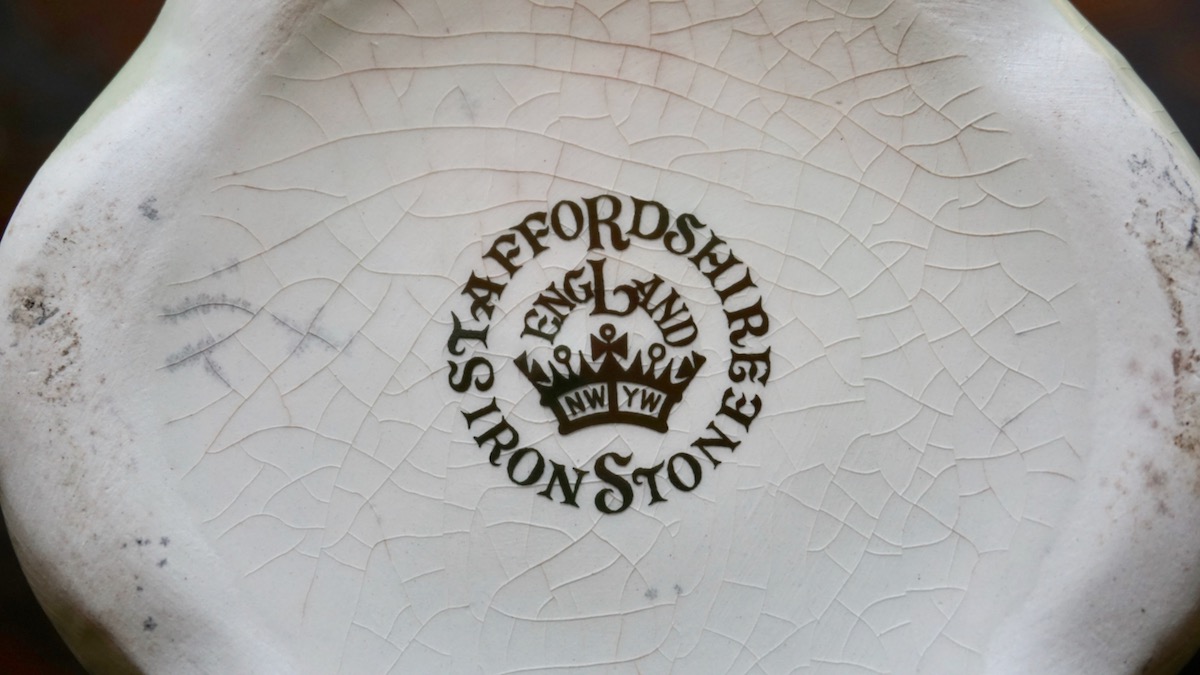 STAFFORDSHIRE
ENGLAND
NW YW
IRONSTONE